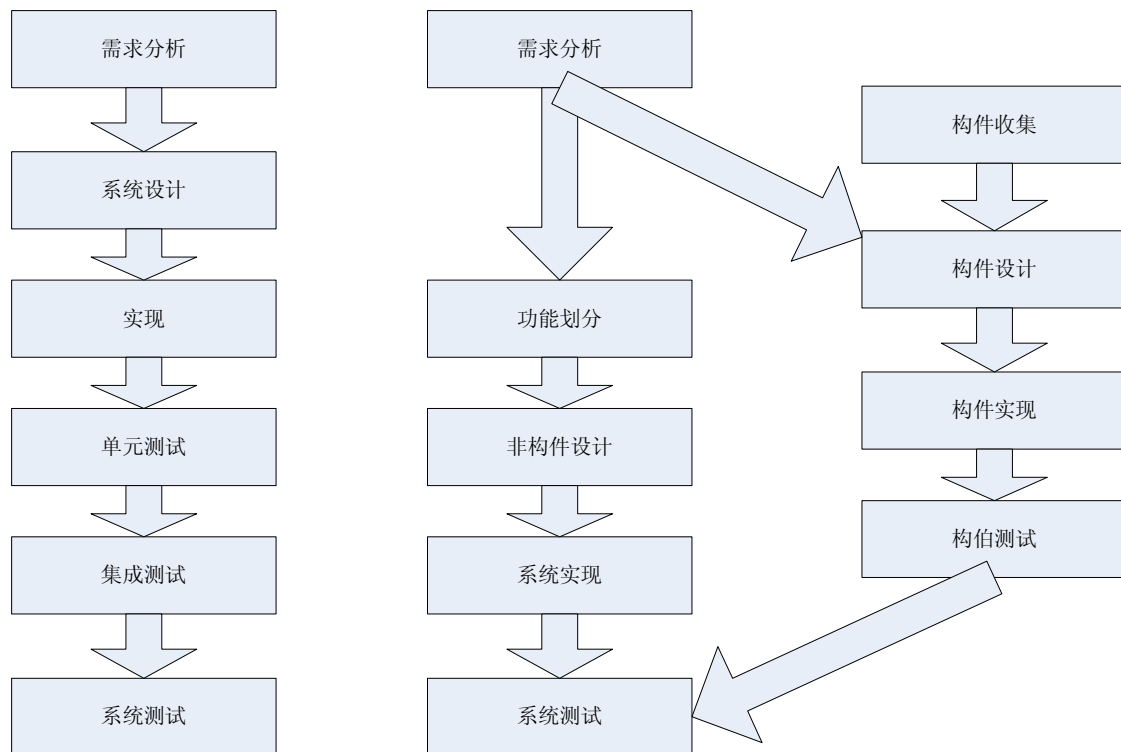 需求分析
系统设计
实现
单元测试
集成测试
系统测试
需求分析
功能划分
非构件设计
系统实现
系统测试
构件收集
构件设计
构件实现
构伯测试